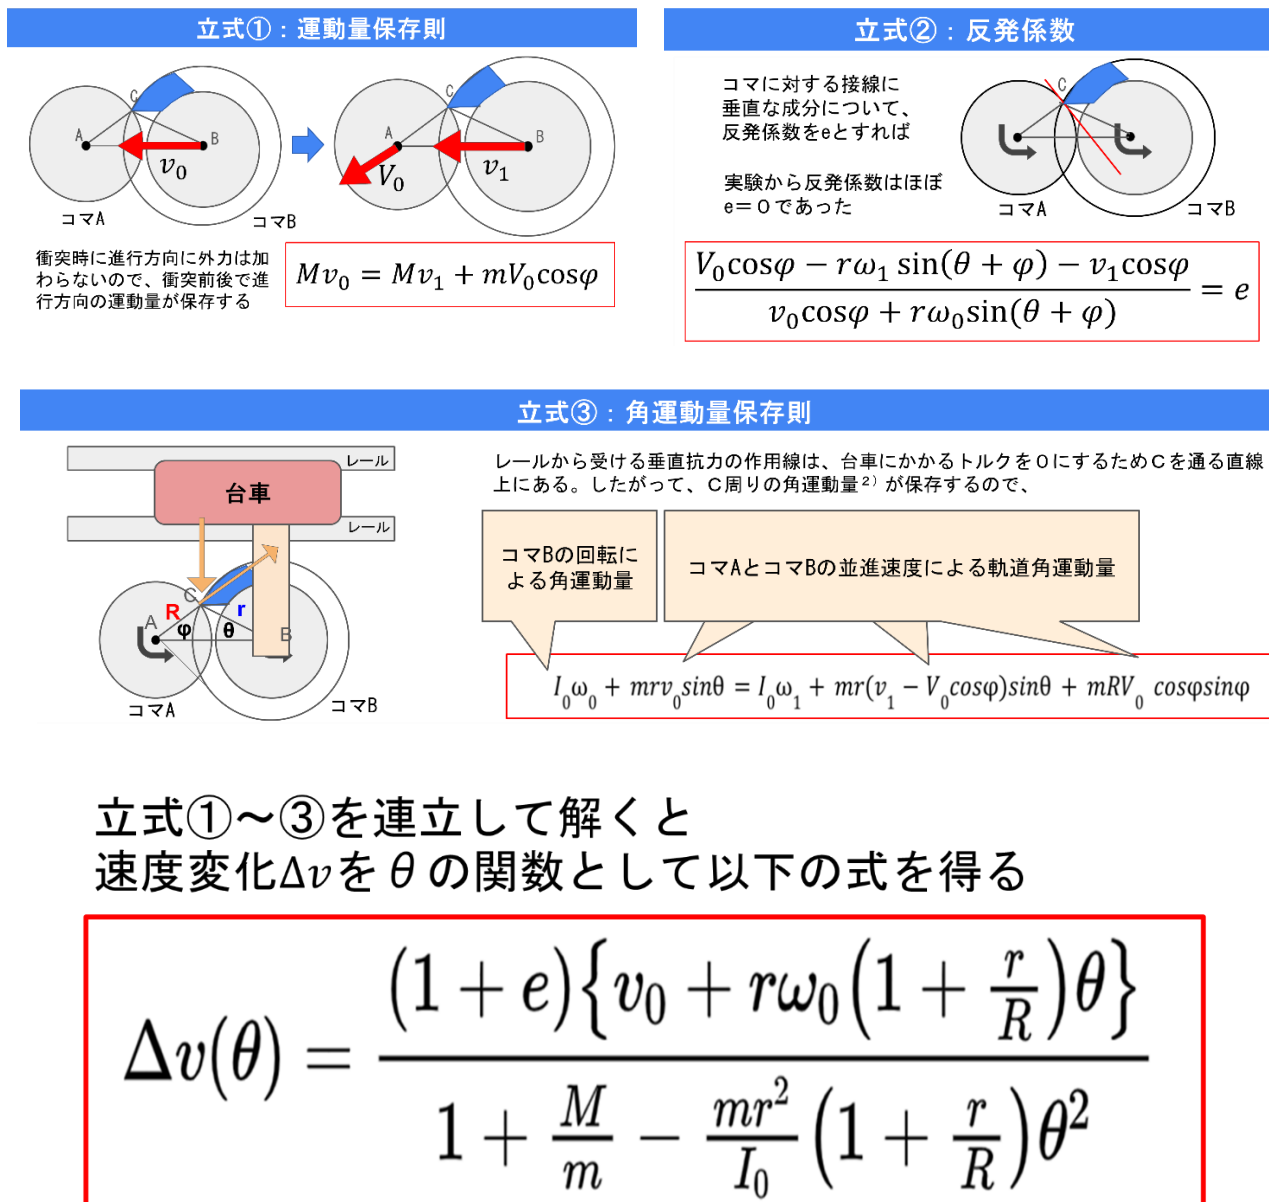 立式①：運動量保存則
C
A
B
v₀
コマA
コマB
C
A
B
V₀
v₁
衝突時に進行方向に外力は加
わらないので、衝突前後で進
行方向の運動量が保存する
Mv₀ = Mv₁ + mV₀cosφ
立式②：反発係数
コマに対する接線に
垂直な成分について、
反発係数をeとすれば
実験から反発係数はほぼ
e＝０であった
C
A
B
コマA
コマB
(V₀cosφ − rω₁ sin(θ + φ) − v₁cosφ) / (v₀cosφ + rω₀sin(θ + φ)) = e
立式③：角運動量保存則
レール
台車
レール
C
R
r
A
φ
θ
B
コマA
コマB
レールから受ける垂直抗力の作用線は、台車にかかるトルクを０にするためＣを通る直線
上にある。したがって、Ｃ周りの角運動量²⁾が保存するので、
コマBの回転に
よる角運動量
コマAとコマBの並進速度による軌道角運動量
I₀ω₀ + mrv₀sinθ = I₀ω₁ + mr(v₁ − V₀cosφ)sinθ + mRV₀ cosφsinφ
立式①～③を連立して解くと
速度変化Δvをθの関数として以下の式を得る
Δv(θ) = ((1 + e){v₀ + rω₀(1 + r/R)θ}) / (1 + M/m − (mr²/I₀)(1 + r/R)θ²)